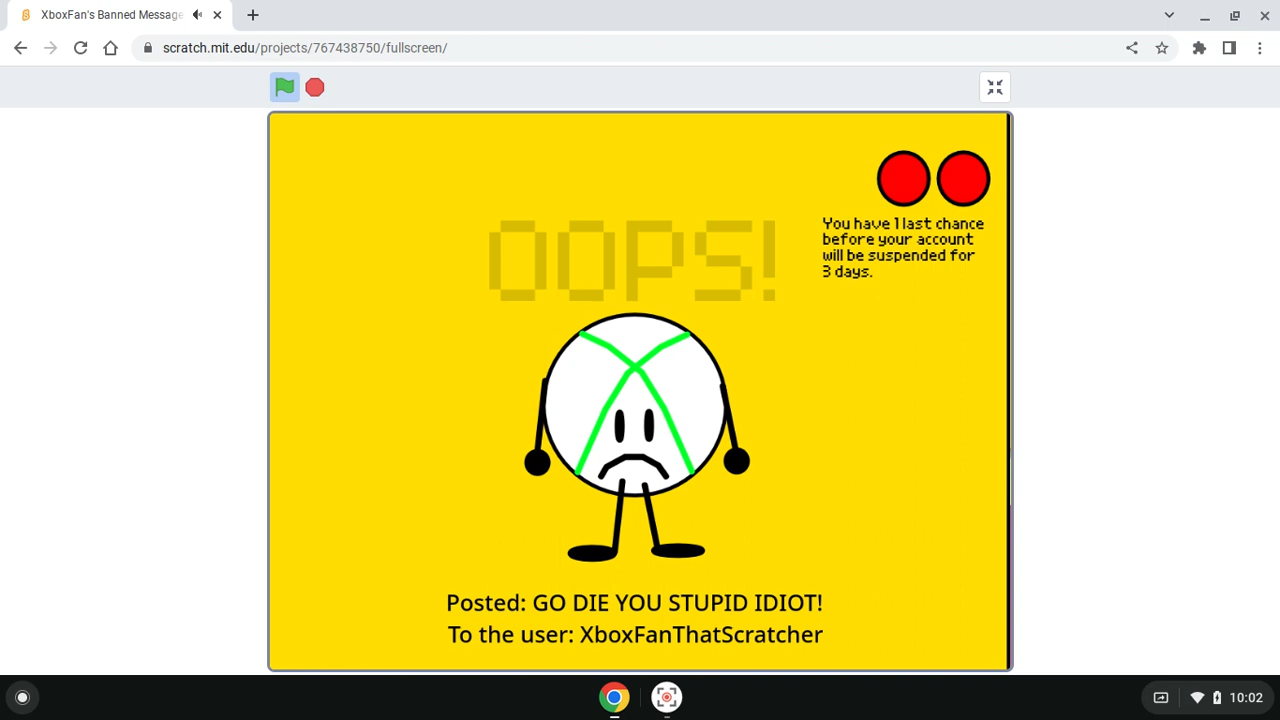 XboxFan's Banned Message
scratch.mit.edu/projects/767438750/fullscreen/
OOPS!
You have 1 last chance
before your account
will be suspended for
3 days.
Posted: GO DIE YOU STUPID IDIOT!
To the user: XboxFanThatScratcher
10:02